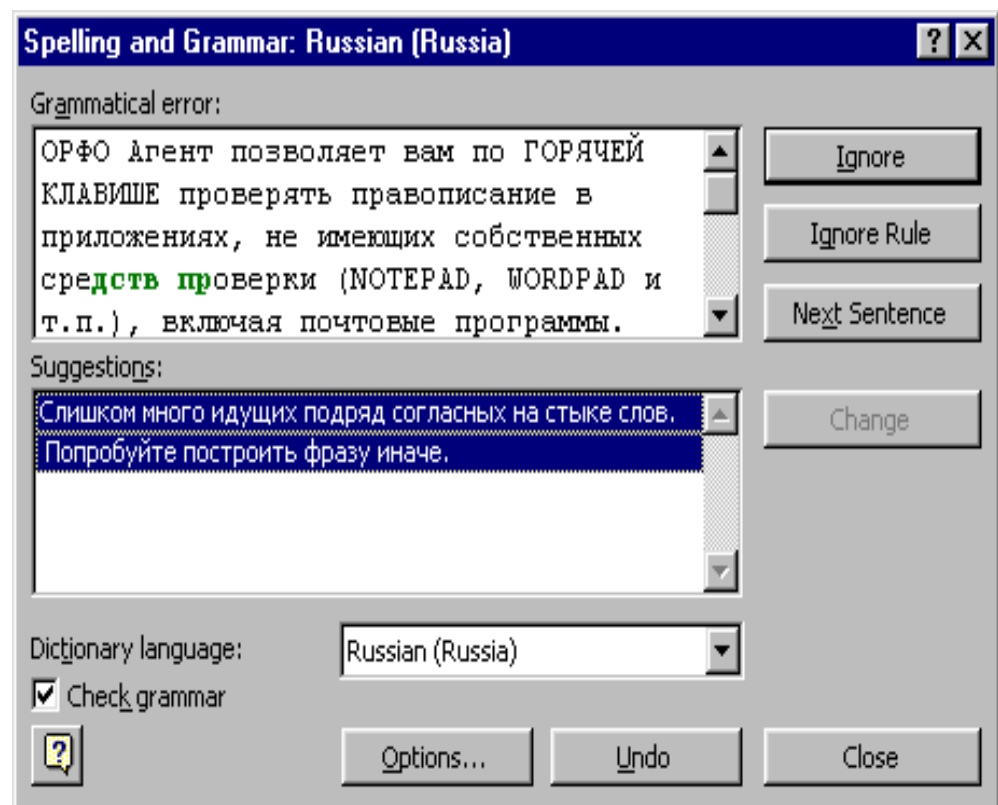 Spelling and Grammar: Russian (Russia)
Grammatical error:
ОРФО Агент позволяет вам по ГОРЯЧЕЙ
КЛАВИШЕ проверять правописание в
приложениях, не имеющих собственных
средств проверки (NOTEPAD, WORDPAD и
т.п.), включая почтовые программы.
Ignore
Ignore Rule
Next Sentence
Suggestions:
Слишком много идущих подряд согласных на стыке слов.
Попробуйте построить фразу иначе.
Change
Dictionary language:
Russian (Russia)
Check grammar
Options...
Undo
Close